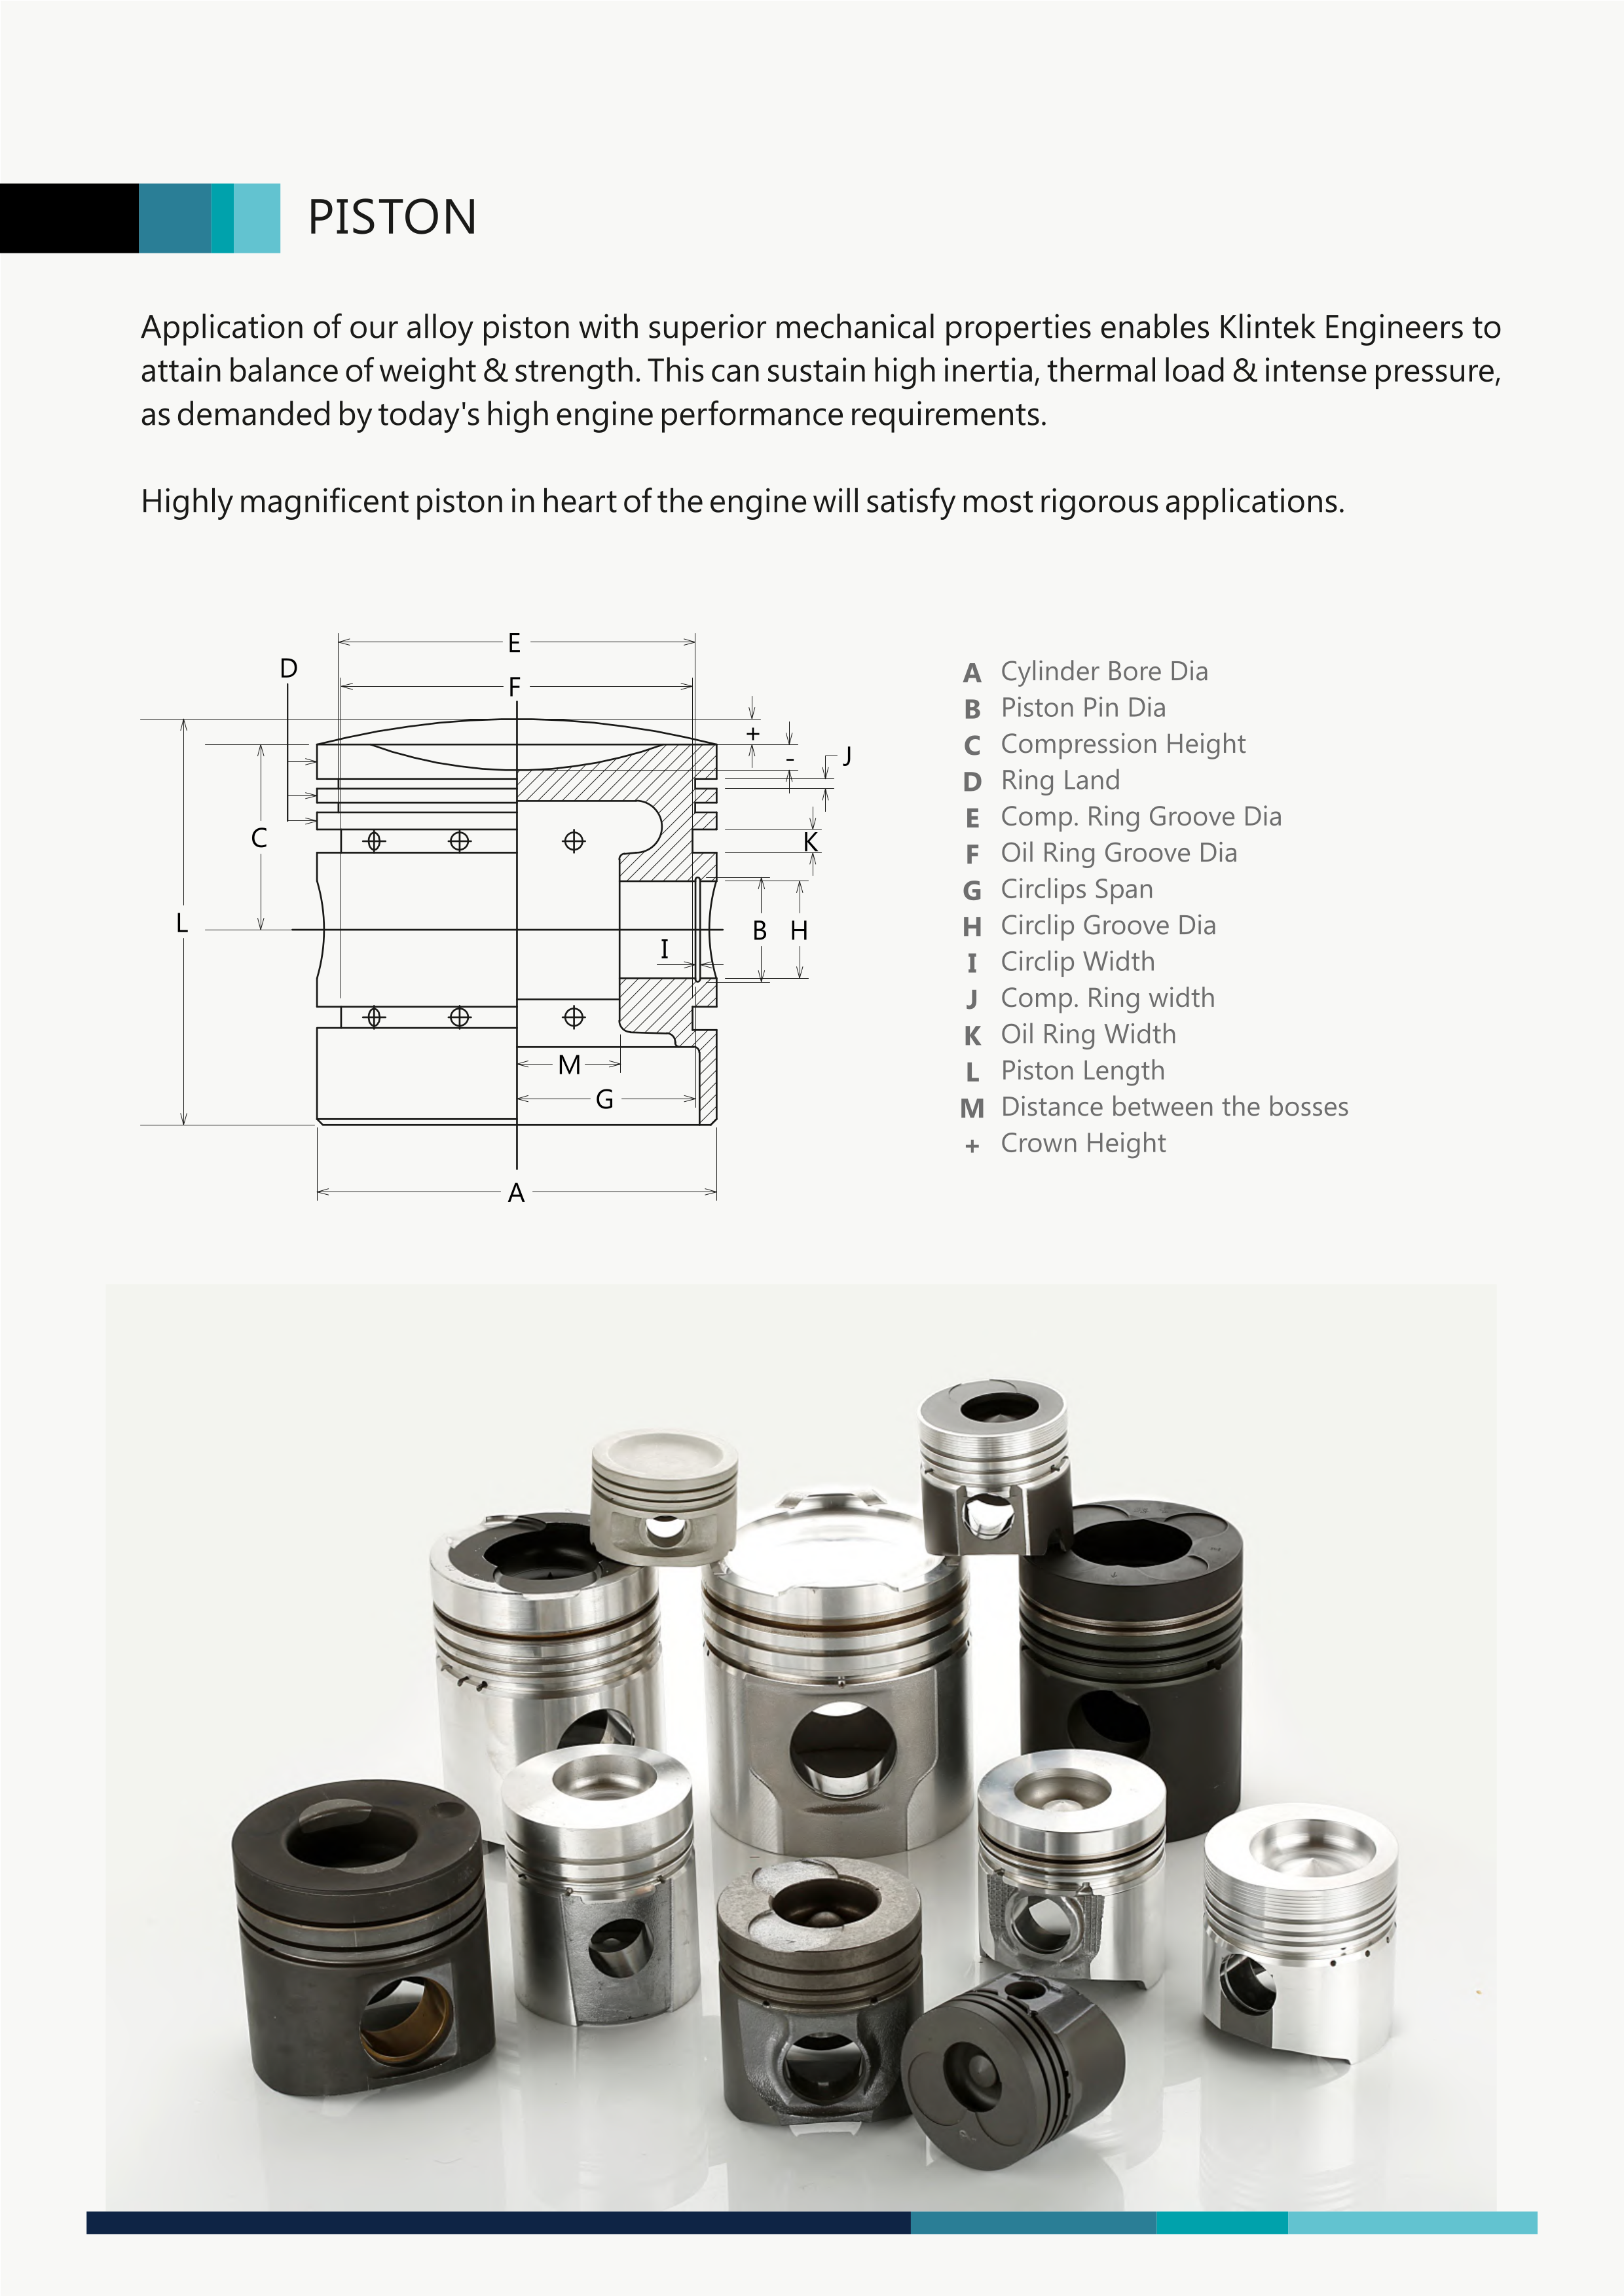 PISTON
Application of our alloy piston with superior mechanical properties enables Klintek Engineers to
attain balance of weight & strength. This can sustain high inertia, thermal load & intense pressure,
as demanded by today's high engine performance requirements.
Highly magnificent piston in heart of the engine will satisfy most rigorous applications.
E
D
F
+
-
J
C
K
L
B
H
I
M
G
A
A Cylinder Bore Dia
B Piston Pin Dia
C Compression Height
D Ring Land
E Comp. Ring Groove Dia
F Oil Ring Groove Dia
G Circlips Span
H Circlip Groove Dia
I Circlip Width
J Comp. Ring width
K Oil Ring Width
L Piston Length
M Distance between the bosses
+ Crown Height